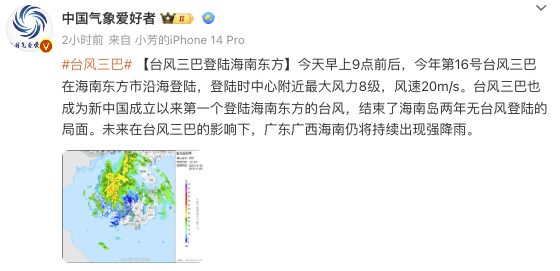 中国气象爱好者
2小时前 来自 小芳的iPhone 14 Pro
#台风三巴# 【台风三巴登陆海南东方】今天早上9点前后，今年第16号台风三巴
在海南东方市沿海登陆，登陆时中心附近最大风力8级，风速20m/s。台风三巴也
成为新中国成立以来第一个登陆海南东方的台风，结束了海南岛两年无台风登陆的
局面。未来在台风三巴的影响下，广东广西海南仍将持续出现强降雨。